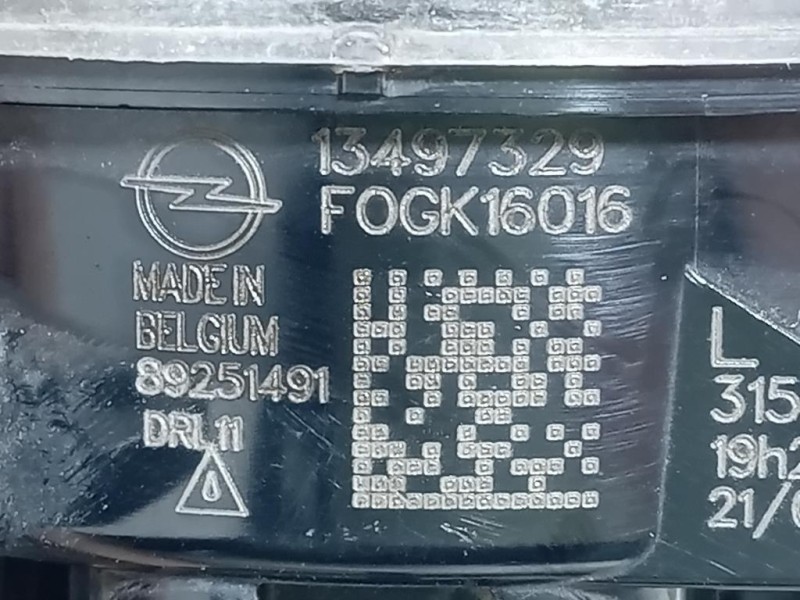 13497329
F0GK16016
MADE IN
BELGIUM
89251491
DRL11
L
315
19h2
21/0